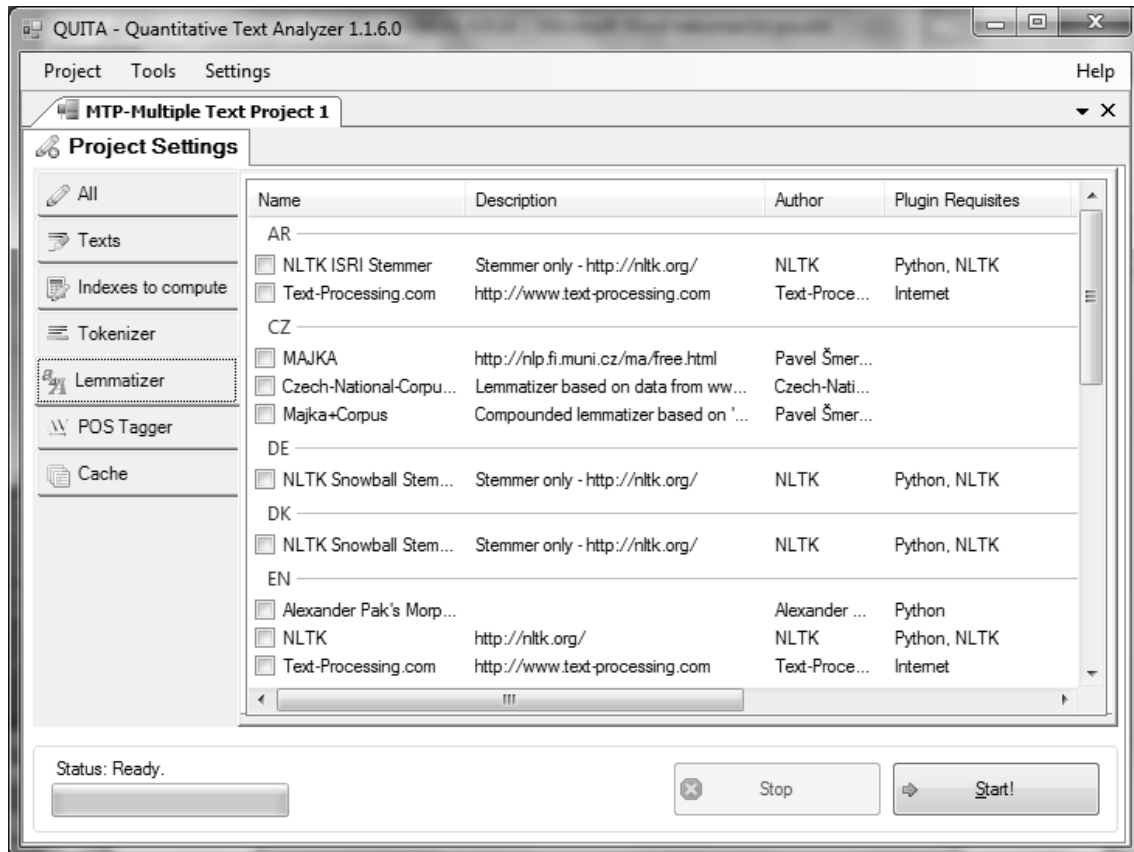 QUITA - Quantitative Text Analyzer 1.1.6.0
Project Tools Settings Help
MTP-Multiple Text Project 1
Project Settings
All
Texts
Indexes to compute
Tokenizer
Lemmatizer
POS Tagger
Cache
Name Description Author Plugin Requisites
AR
NLTK ISRI Stemmer Stemmer only - http://nltk.org/ NLTK Python, NLTK
Text-Processing.com http://www.text-processing.com Text-Proce... Internet
CZ
MAJKA http://nlp.fi.muni.cz/ma/free.html Pavel Šmer...
Czech-National-Corpu... Lemmatizer based on data from ww... Czech-Nati...
Majka+Corpus Compounded lemmatizer based on '... Pavel Šmer...
DE
NLTK Snowball Stem... Stemmer only - http://nltk.org/ NLTK Python, NLTK
DK
NLTK Snowball Stem... Stemmer only - http://nltk.org/ NLTK Python, NLTK
EN
Alexander Pak's Morp... Alexander ... Python
NLTK http://nltk.org/ NLTK Python, NLTK
Text-Processing.com http://www.text-processing.com Text-Proce... Internet
Status: Ready.
Stop Start!